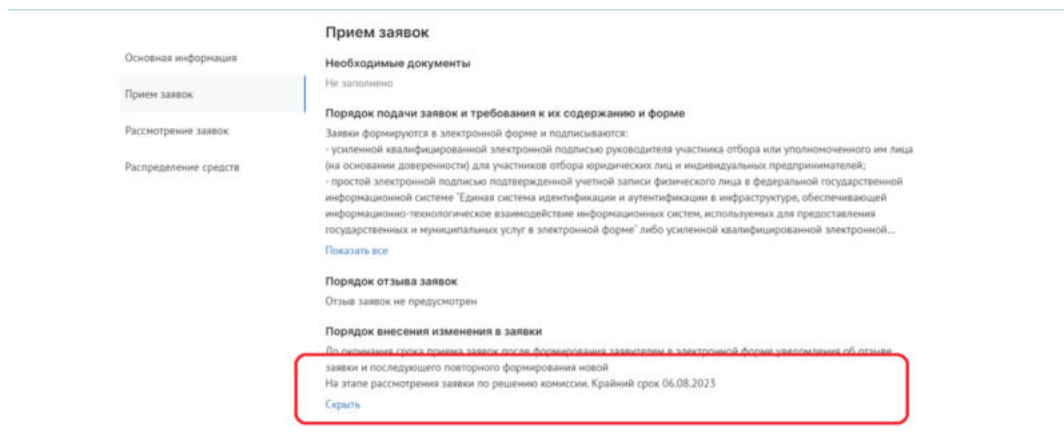 Прием заявок
Основная информация
Прием заявок
Рассмотрение заявок
Распределение средств
Необходимые документы
Не заполнено
Порядок подачи заявок и требования к их содержанию и форме
Заявки формируются в электронной форме и подписываются:
- усиленной квалифицированной электронной подписью руководителя участника отбора или уполномоченного им лица
(на основании доверенности) для участников отбора юридических лиц и индивидуальных предпринимателей;
- простой электронной подписью подтвержденной учетной записи физического лица в федеральной государственной
информационной системе "Единая система идентификации и аутентификации в инфраструктуре, обеспечивающей
информационно-технологическое взаимодействие информационных систем, используемых для предоставления
государственных и муниципальных услуг в электронной форме" либо усиленной квалифицированной электронной...
Показать все
Порядок отзыва заявок
Отзыв заявок не предусмотрен
Порядок внесения изменения в заявки
До окончания срока приема заявок после формирования заявителем в электронной форме уведомления об отзыве
заявки и последующего повторного формирования новой
На этапе рассмотрения заявки по решению комиссии. Крайний срок 06.08.2023
Скрыть